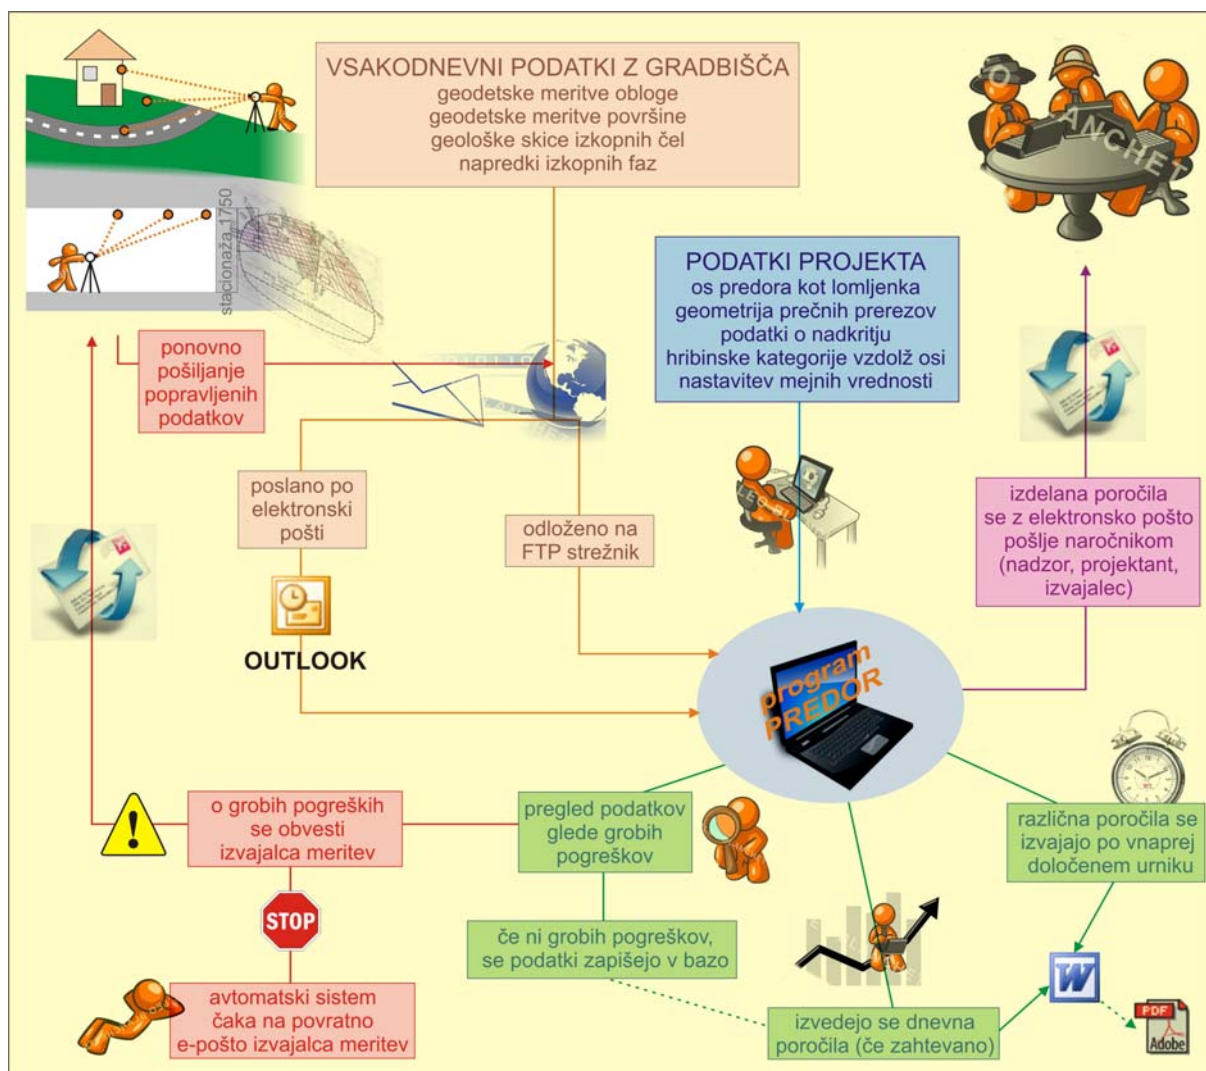 VSAKODNEVNI PODATKI Z GRADBIŠČA
geodetske meritve obloge
geodetske meritve površine
geološke skice izkopnih čel
napredki izkopnih faz
stacionaža 1750
PODATKI PROJEKTA
os predora kot lomljenka
geometrija prečnih prerezov
podatki o nadkritju
hribinske kategorije vzdolž osi
nastavitev mejnih vrednosti
ponovno
pošiljanje
popravljenih
podatkov
poslano po
elektronski
pošti
odloženo na
FTP strežnik
izdelana poročila
se z elektronsko pošto
pošlje naročnikom
(nadzor, projektant,
izvajalec)
OUTLOOK
program
PREDOR
o grobih pogreških
se obvesti
izvajalca meritev
pregled podatkov
glede grobih
pogreškov
različna poročila se
izvajajo po vnaprej
določenem urniku
STOP
če ni grobih pogreškov,
se podatki zapišejo v bazo
avtomatski sistem
čaka na povratno
e-pošto izvajalca meritev
izvedejo se dnevna
poročila (če zahtevano)
W
PDF
Adobe